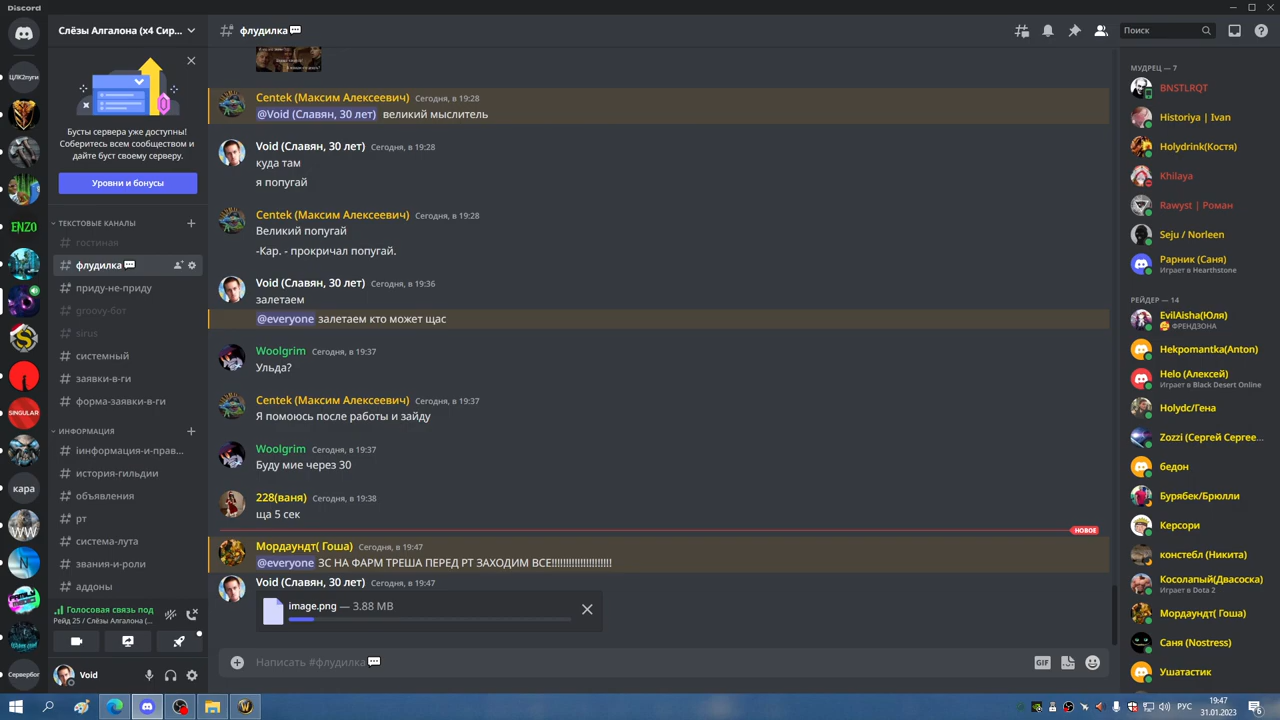 Discord
Слёзы Алгалона (x4 Сир...
флудилка
Поиск
ЦЛК2пуги
ENZO
SINGULAR
кара
WW
Сервербог
Бусты сервера уже доступны!
Соберитесь всем сообществом и
дайте буст своему серверу.
Уровни и бонусы
ТЕКСТОВЫЕ КАНАЛЫ
гостиная
флудилка
приду-не-приду
groovy-бот
sirus
системный
заявки-в-ги
форма-заявки-в-ги
ИНФОРМАЦИЯ
iинформация-и-прав...
история-гильдии
объявления
рт
система-лута
звания-и-роли
аддоны
Голосовая связь под
Рейд 25 / Слёзы Алгалона (...
Void
Centek (Максим Алексеевич) Сегодня, в 19:28
@Void (Славян, 30 лет) великий мыслитель
Void (Славян, 30 лет) Сегодня, в 19:28
куда там
я попугай
Centek (Максим Алексеевич) Сегодня, в 19:28
Великий попугай
-Кар. - прокричал попугай.
Void (Славян, 30 лет) Сегодня, в 19:36
залетаем
@everyone залетаем кто может щас
Woolgrim Сегодня, в 19:37
Ульда?
Centek (Максим Алексеевич) Сегодня, в 19:37
Я помоюсь после работы и зайду
Woolgrim Сегодня, в 19:37
Буду мие через 30
228(ваня) Сегодня, в 19:38
ща 5 сек
НОВОЕ
Мордаундт( Гоша) Сегодня, в 19:47
@everyone ЗС НА ФАРМ ТРЕША ПЕРЕД РТ ЗАХОДИМ ВСЕ!!!!!!!!!!!!!!!!!!!!!
Void (Славян, 30 лет) Сегодня, в 19:47
image.png — 3.88 MB
Написать #флудилка
GIF
МУДРЕЦ — 7
BNSTLRQT
Historiya | Ivan
Holydrink(Костя)
Khilaya
Rawyst | Роман
Seju / Norleen
Рарник (Саня)
Играет в Hearthstone
РЕЙДЕР — 14
EvilAisha(Юля)
ФРЕНДЗОНА
Hekpomantka(Anton)
Helo (Алексей)
Играет в Black Desert Online
Holydc/Гена
Zozzi (Сергей Сергее...
бедон
Бурябек/Брюлли
Керсори
констебл (Никита)
Косолапый(Двасоска)
Играет в Dota 2
Мордаундт( Гоша)
Саня (Nostress)
Ушатастик
РУС
19:47
31.01.2023
6